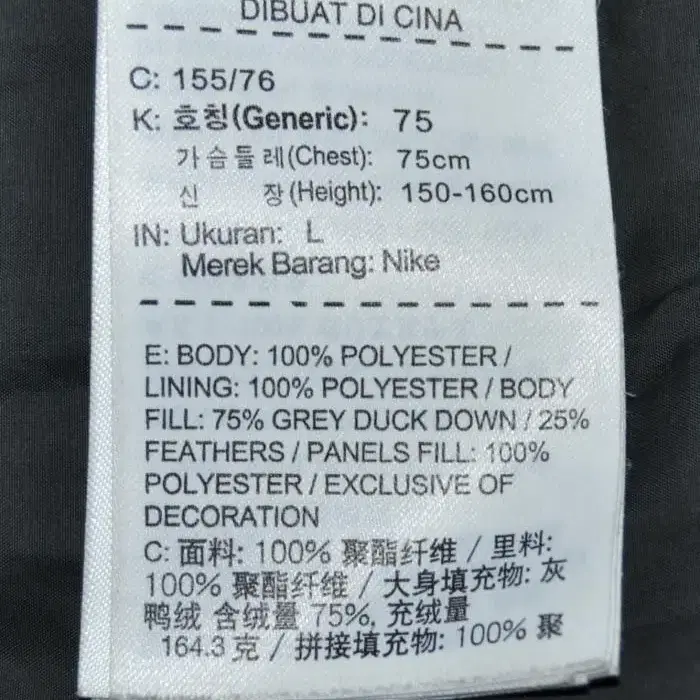 DIBUAT DI CINA
C: 155/76
K: 호칭(Generic): 75
가슴둘레(Chest): 75cm
신 장(Height): 150-160cm
IN: Ukuran: L
Merek Barang: Nike
E: BODY: 100% POLYESTER /
LINING: 100% POLYESTER / BODY
FILL: 75% GREY DUCK DOWN / 25%
FEATHERS / PANELS FILL: 100%
POLYESTER / EXCLUSIVE OF
DECORATION
C: 面料: 100% 聚酯纤维 / 里料:
100% 聚酯纤维 / 大身填充物: 灰
鸭绒 含绒量 75%, 充绒量
164.3 克 / 拼接填充物: 100% 聚